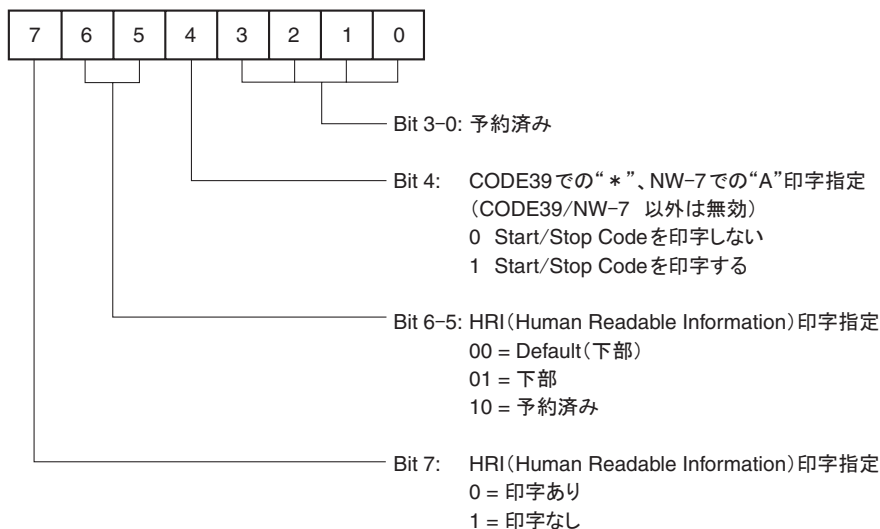 7 6 5 4 3 2 1 0
Bit 3-0: 予約済み
Bit 4: CODE39での“＊”、NW-7での“A”印字指定
（CODE39/NW-7 以外は無効）
0 Start/Stop Codeを印字しない
1 Start/Stop Codeを印字する
Bit 6-5: HRI（Human Readable Information）印字指定
00 = Default（下部）
01 = 下部
10 = 予約済み
Bit 7: HRI（Human Readable Information）印字指定
0 = 印字あり
1 = 印字なし